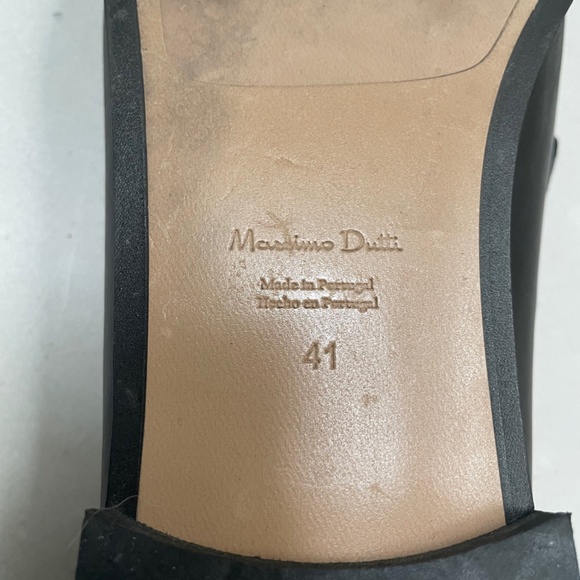 Massimo Dutti
Made in Portugal
Hecho en Portugal
41